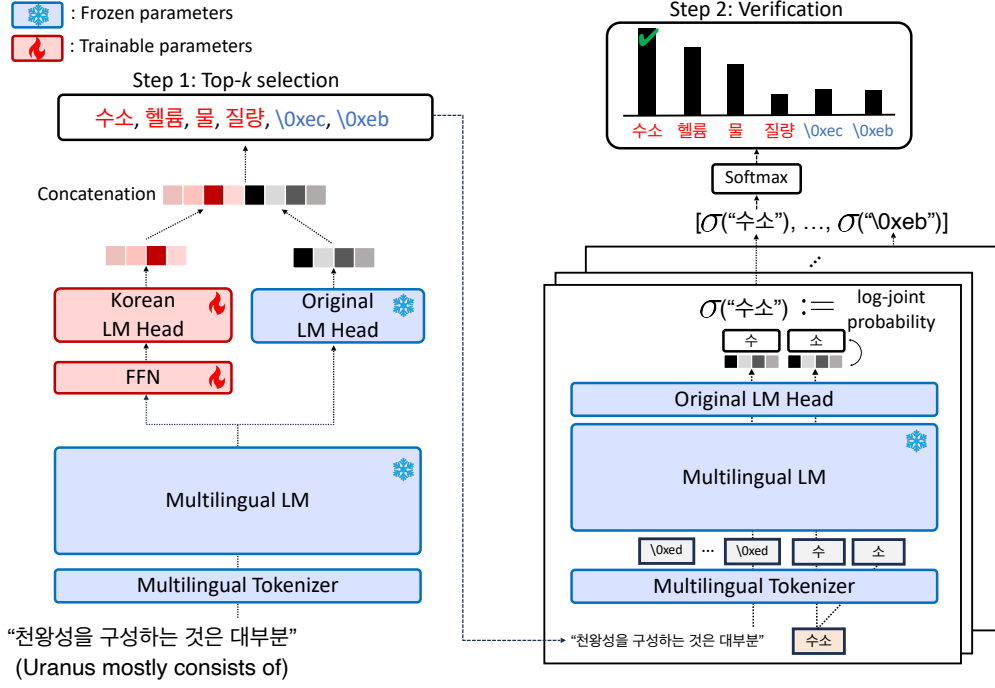 : Frozen parameters
: Trainable parameters
Step 1: Top-k selection
수소, 헬륨, 물, 질량, \0xec, \0xeb
Concatenation
Korean
LM Head
Original
LM Head
FFN
Multilingual LM
Multilingual Tokenizer
“천왕성을 구성하는 것은 대부분”
(Uranus mostly consists of)
Step 2: Verification
수소 헬륨 물 질량 \0xec \0xeb
Softmax
[σ(“수소”), …, σ(“\0xeb”)]
⋰
σ(“수소”) := log-joint
probability
수 소
Original LM Head
Multilingual LM
\0xed ... \0xed 수 소
Multilingual Tokenizer
“천왕성을 구성하는 것은 대부분” 수소